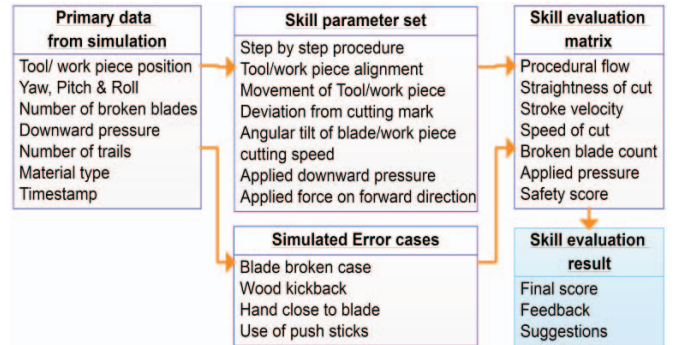 Primary data
from simulation
Tool/ work piece position
Yaw, Pitch & Roll
Number of broken blades
Downward pressure
Number of trails
Material type
Timestamp
Skill parameter set
Step by step procedure
Tool/work piece alignment
Movement of Tool/work piece
Deviation from cutting mark
Angular tilt of blade/work piece
cutting speed
Applied downward pressure
Applied force on forward direction
Simulated Error cases
Blade broken case
Wood kickback
Hand close to blade
Use of push sticks
Skill evaluation
matrix
Procedural flow
Straightness of cut
Stroke velocity
Speed of cut
Broken blade count
Applied pressure
Safety score
Skill evaluation
result
Final score
Feedback
Suggestions